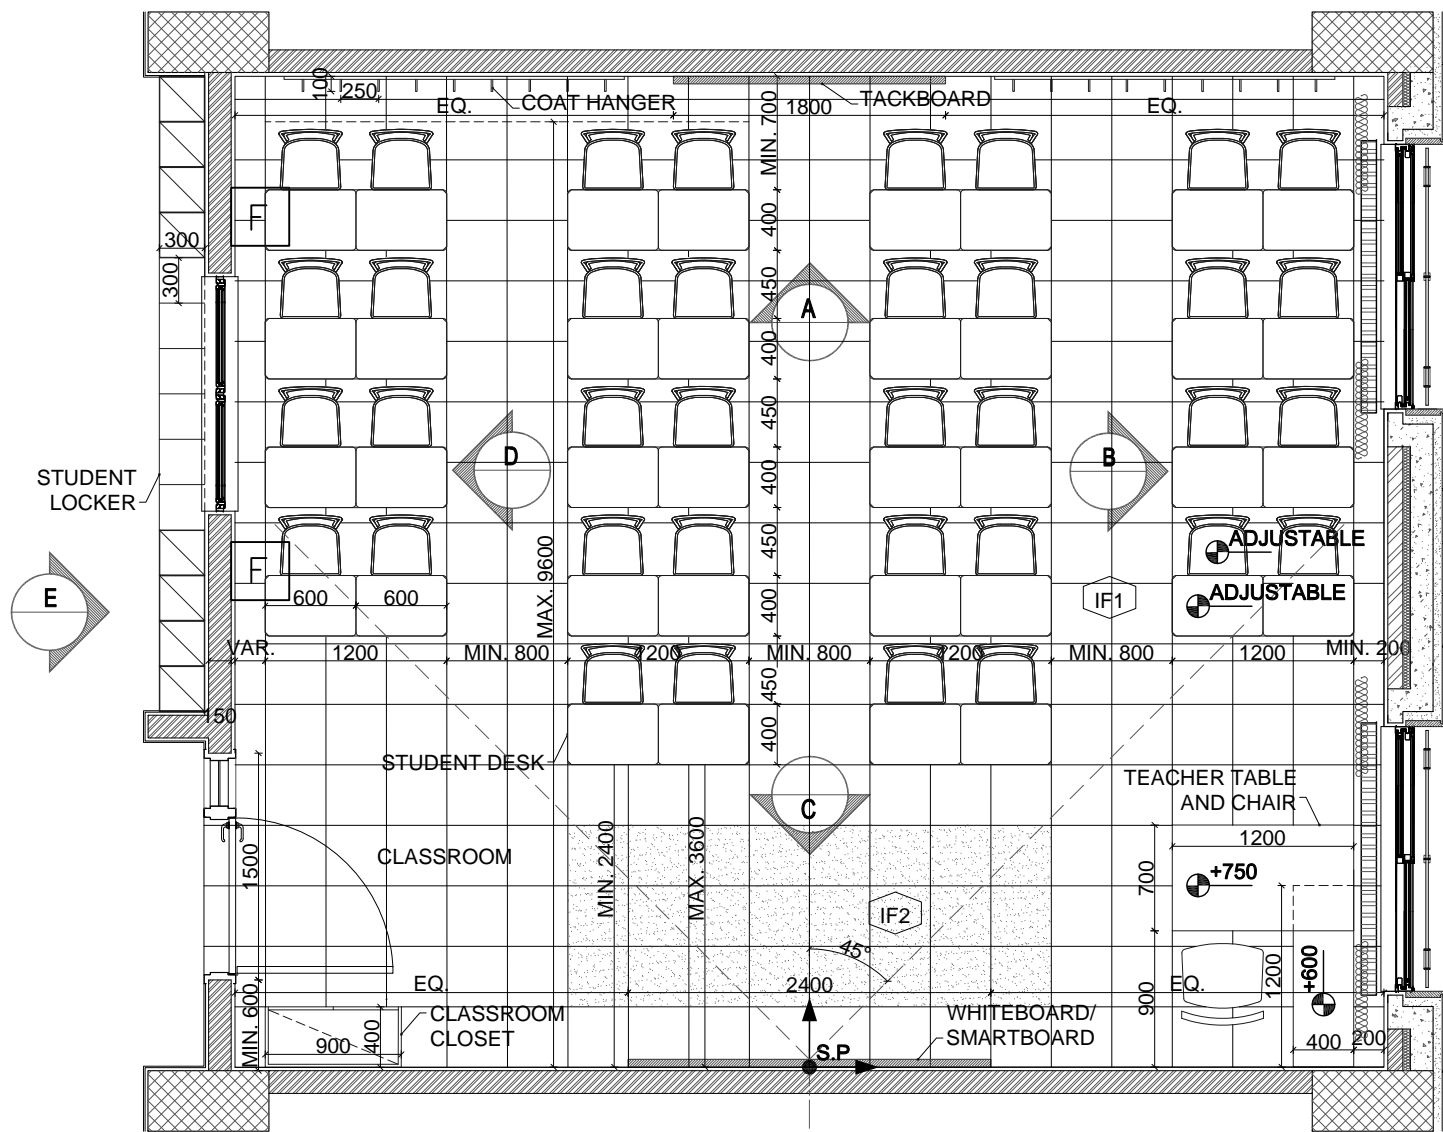 100
250
EQ.
COAT HANGER
1800
TACKBOARD
EQ.
MIN. 700
F
300
300
400
450
A
400
450
D
B
STUDENT
LOCKER
400
450
MAX. 9600
ADJUSTABLE
E
F
600
600
400
IF1
ADJUSTABLE
VAR.
1200
MIN. 800
1200
MIN. 800
1200
MIN. 800
1200
MIN. 200
450
150
400
STUDENT DESK
C
TEACHER TABLE
AND CHAIR
1500
CLASSROOM
MIN. 2400
MAX. 3600
1200
700
+750
IF2
45°
EQ.
2400
EQ.
900
1200
+600
MIN. 600
CLASSROOM
CLOSET
900
400
WHITEBOARD/
SMARTBOARD
S.P
400
200